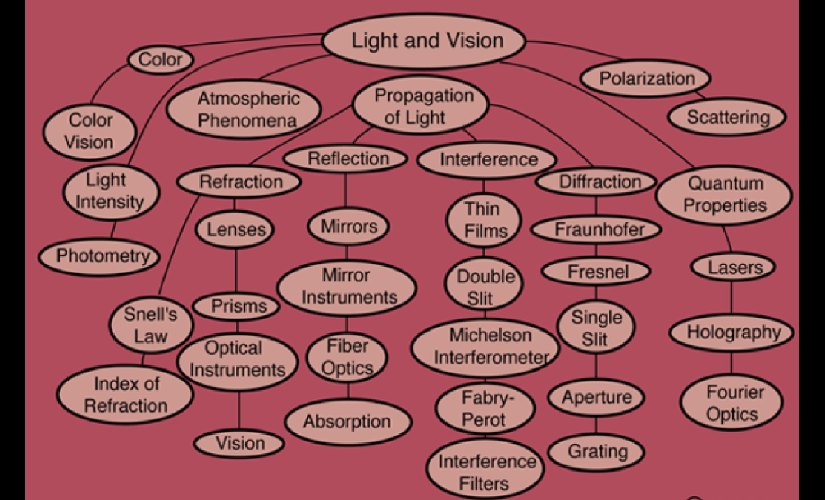 Light and Vision
Color
Polarization
Atmospheric
Phenomena
Propagation
of Light
Color
Vision
Scattering
Reflection
Interference
Light
Intensity
Refraction
Diffraction
Quantum
Properties
Lenses
Mirrors
Thin
Films
Fraunhofer
Photometry
Mirror
Instruments
Double
Slit
Fresnel
Lasers
Snell's
Law
Prisms
Single
Slit
Holography
Optical
Instruments
Fiber
Optics
Michelson
Interferometer
Index of
Refraction
Absorption
Fabry-
Perot
Aperture
Fourier
Optics
Vision
Interference
Filters
Grating